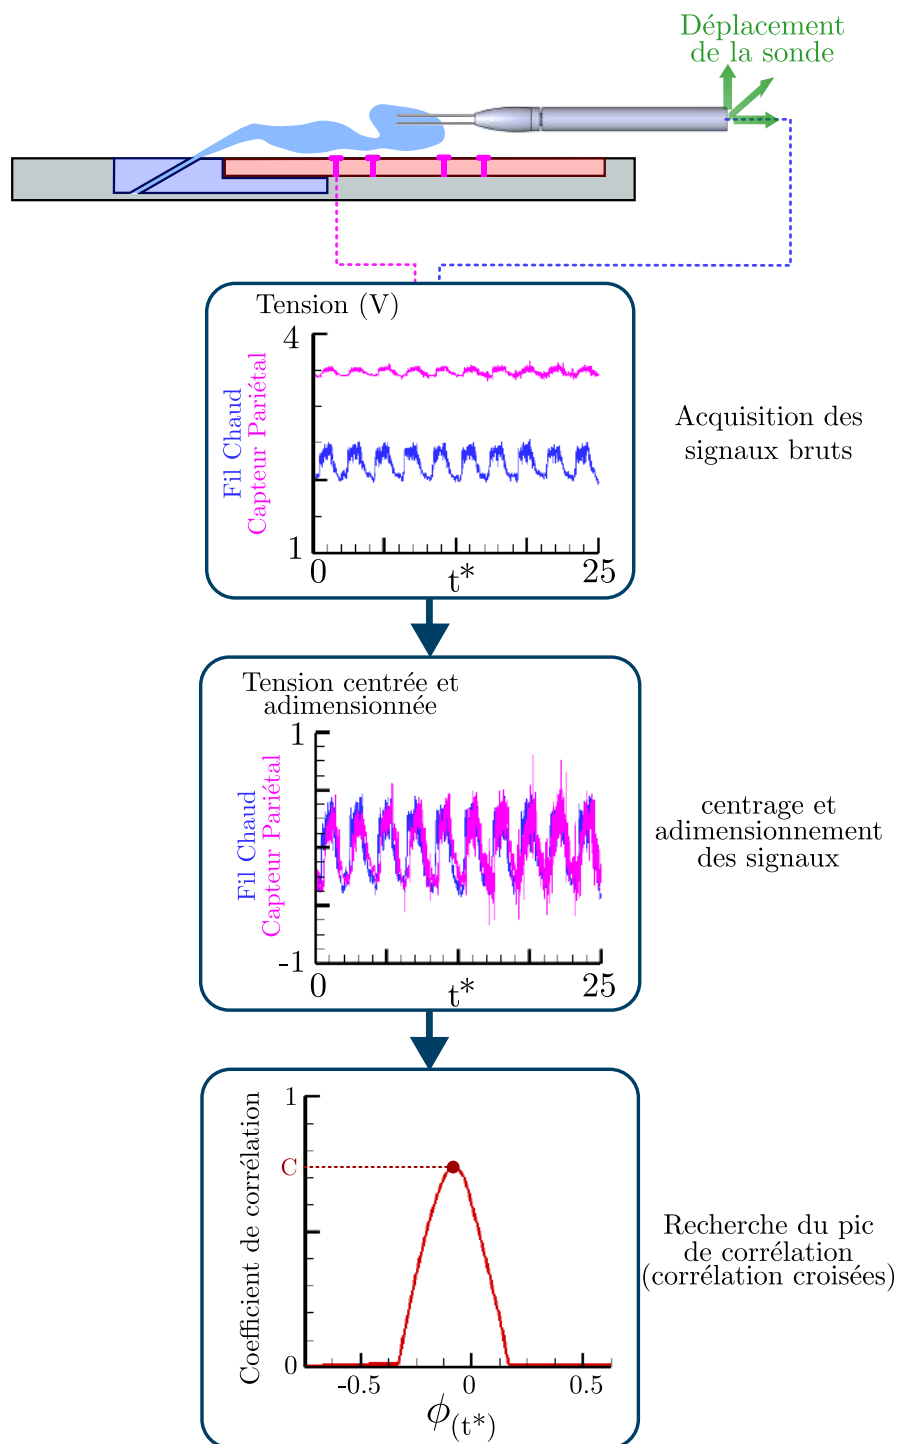 Déplacement
de la sonde
Tension (V)
4
Fil Chaud
Capteur Pariétal
1
0
t*
25
Acquisition des
signaux bruts
Tension centrée et
adimensionnée
1
Fil Chaud
Capteur Pariétal
-1
0
t*
25
centrage et
adimensionnement
des signaux
1
C
Coefficient de corrélation
0
-0.5
0
0.5
ϕ(t*)
Recherche du pic
de corrélation
(corrélation croisées)